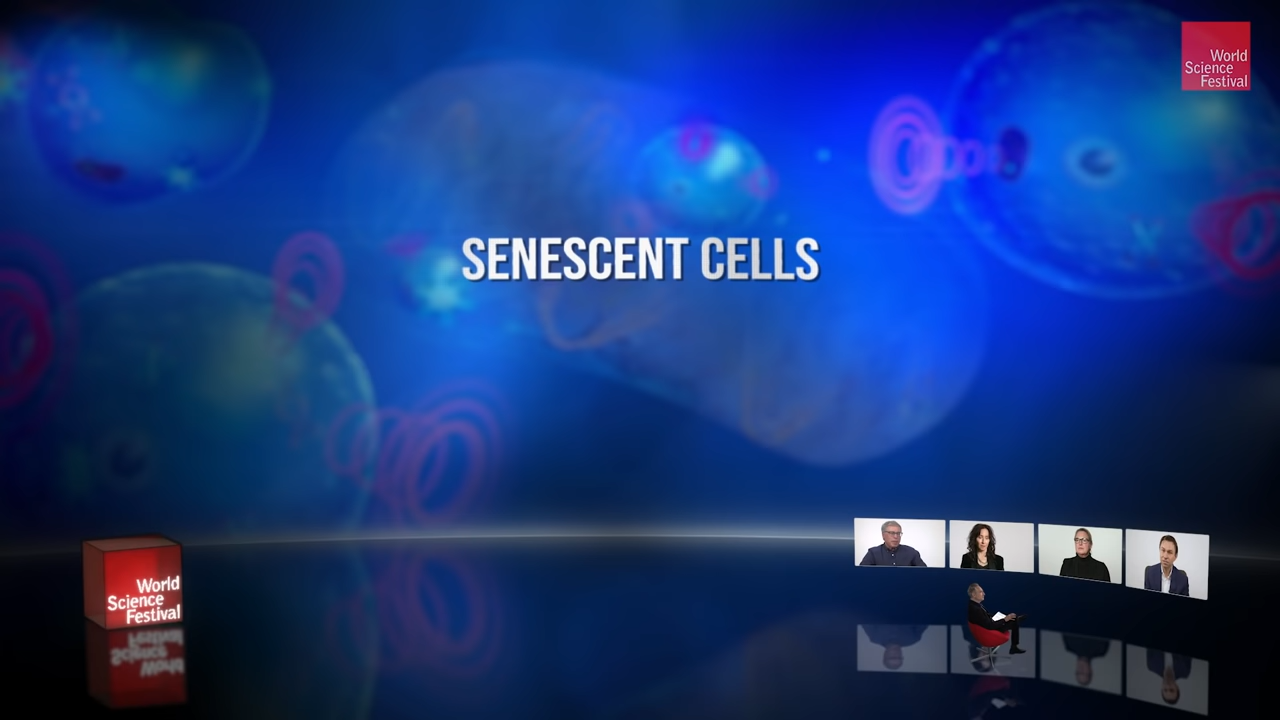 World
Science
Festival
SENESCENT CELLS
World
Science
Festival